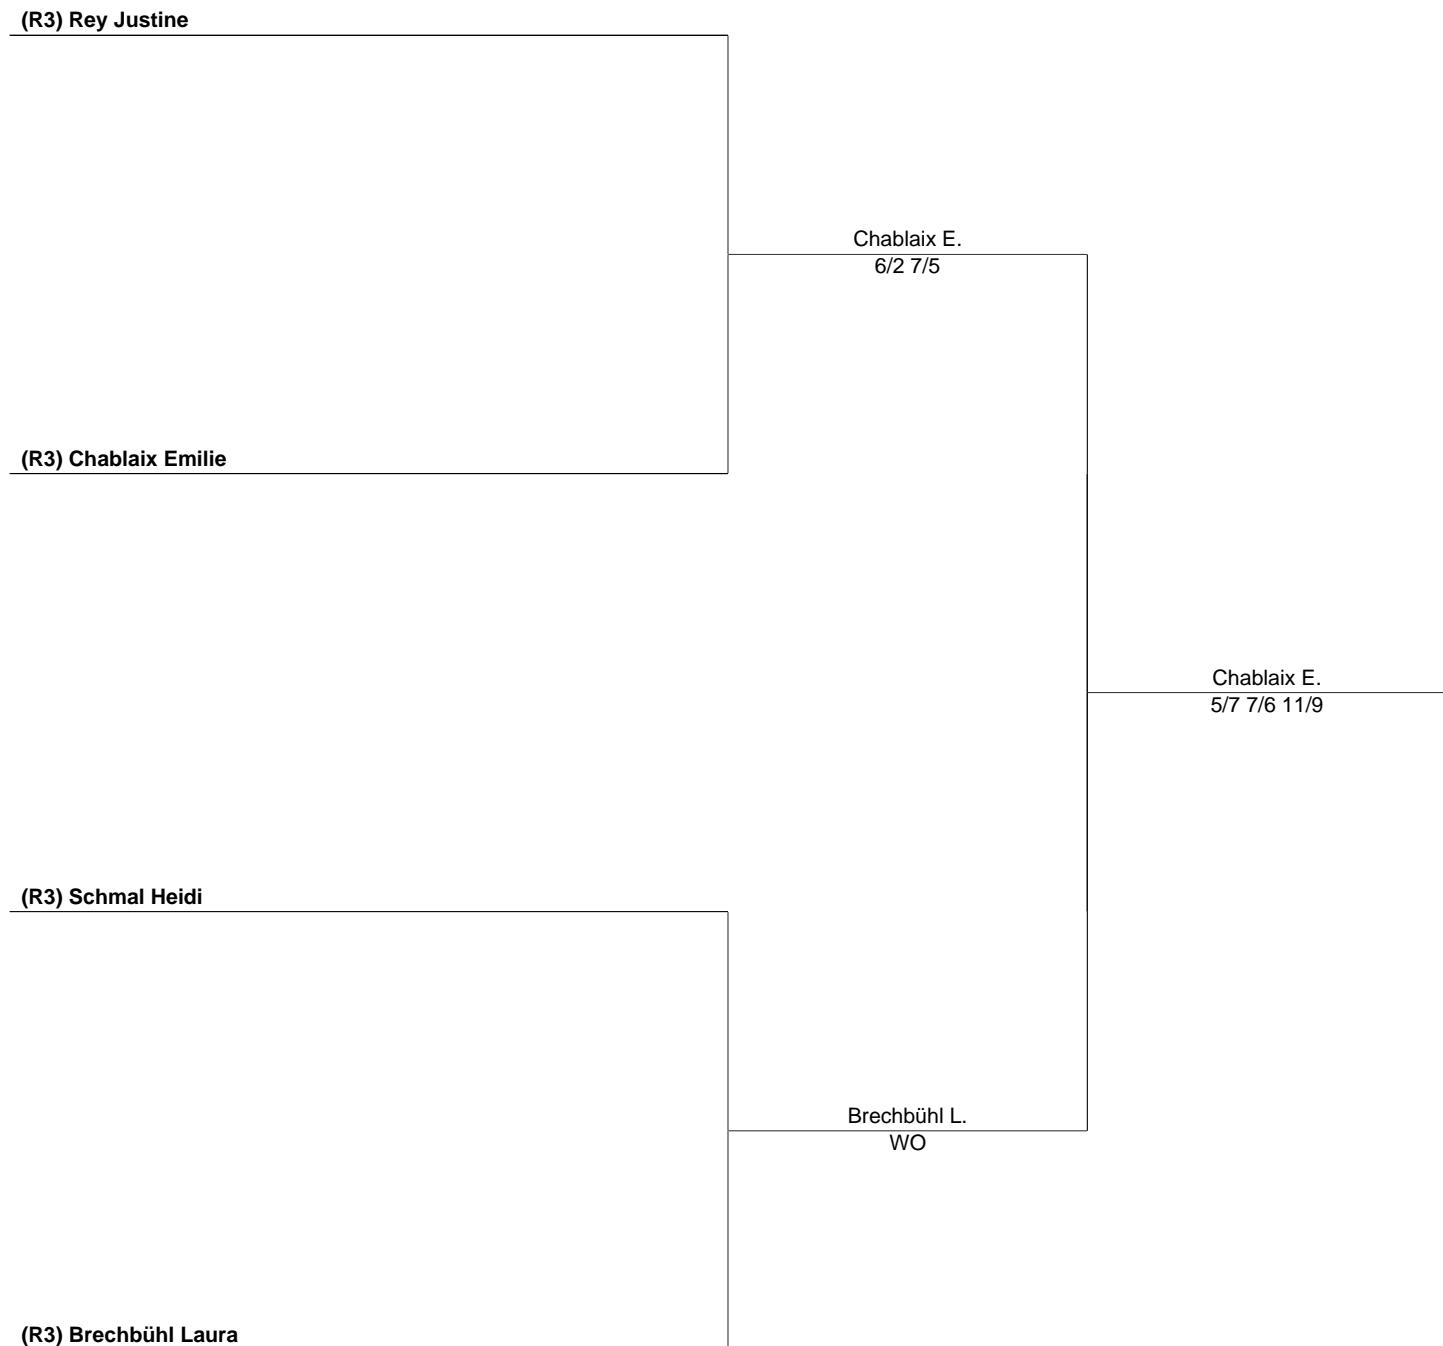 (R3) Rey Justine
Chablaix E.
6/2 7/5
(R3) Chablaix Emilie
Chablaix E.
5/7 7/6 11/9
(R3) Schmal Heidi
Brechbühl L.
WO
(R3) Brechbühl Laura